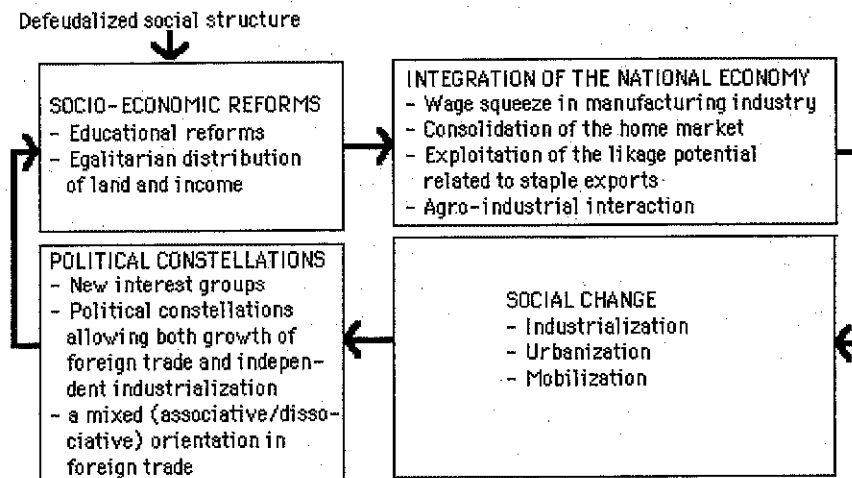 Defeudalized social structure
SOCIO-ECONOMIC REFORMS
- Educational reforms
- Egalitarian distribution
of land and income
INTEGRATION OF THE NATIONAL ECONOMY
- Wage squeeze in manufacturing industry
- Consolidation of the home market
- Exploitation of the likage potential
related to staple exports
- Agro-industrial interaction
POLITICAL CONSTELLATIONS
- New interest groups
- Political constellations
allowing both growth of
foreign trade and indepen-
dent industrialization
- a mixed (associative/disso-
ciative) orientation in
foreign trade
SOCIAL CHANGE
- Industrialization
- Urbanization
- Mobilization